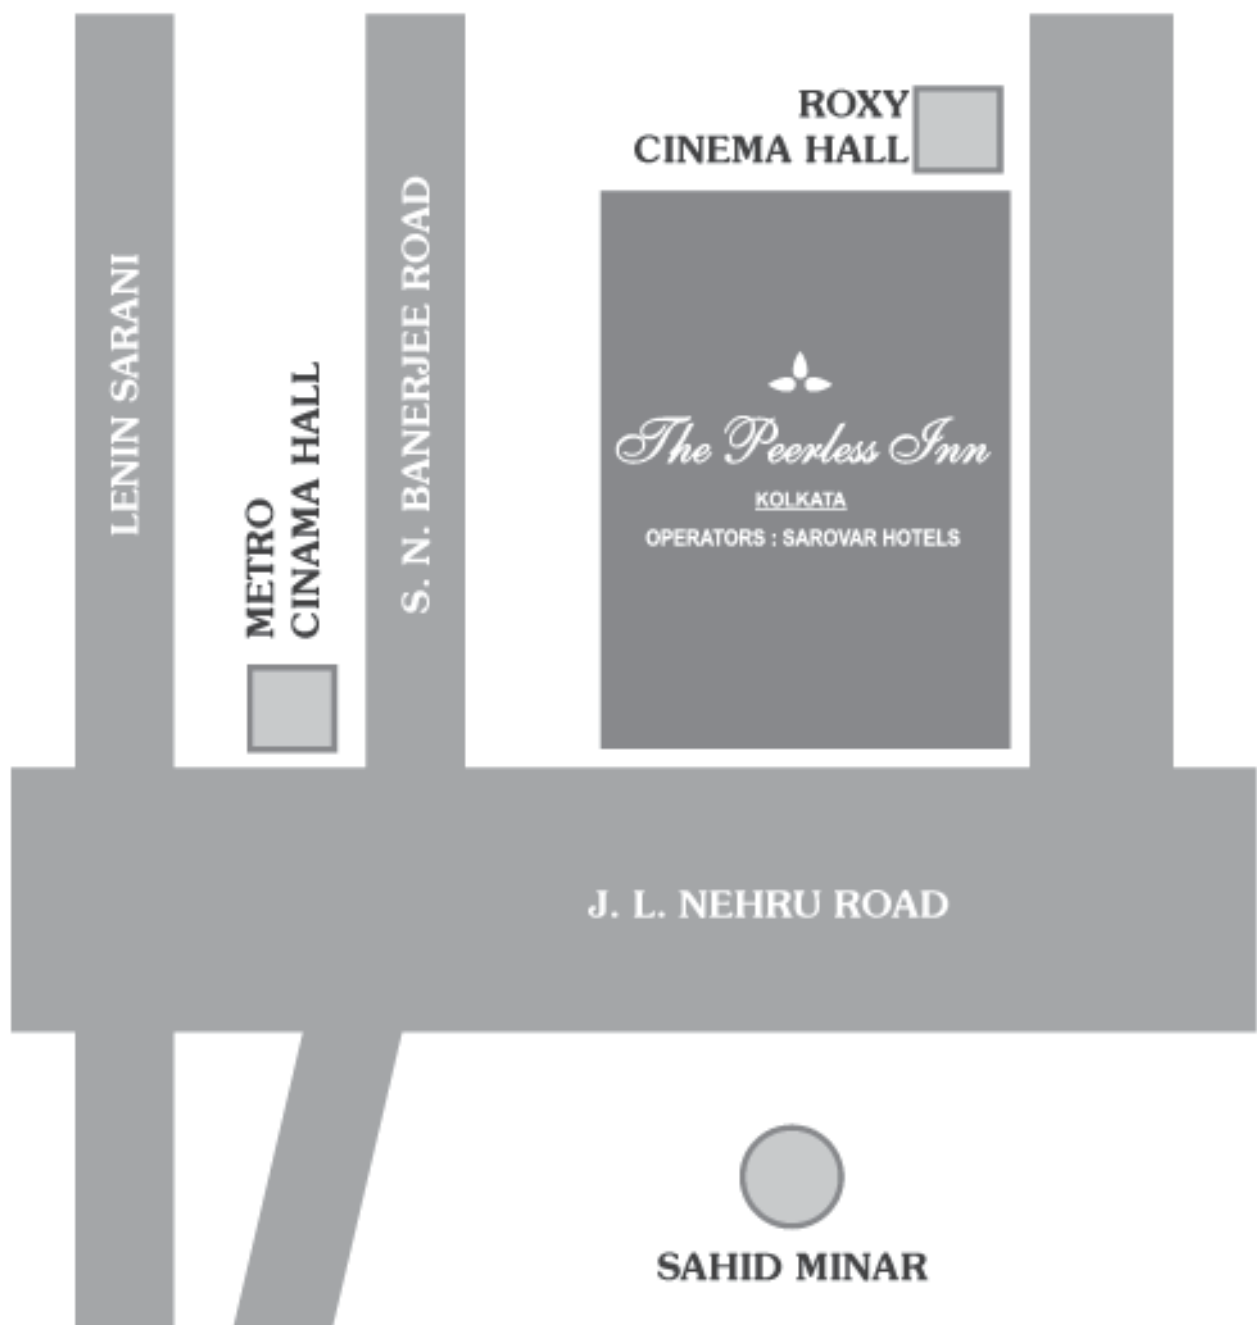 ROXY
CINEMA HALL
LENIN SARANI
METRO
CINAMA HALL
S. N. BANERJEE ROAD
The Peerless Inn
KOLKATA
OPERATORS : SAROVAR HOTELS
J. L. NEHRU ROAD
SAHID MINAR